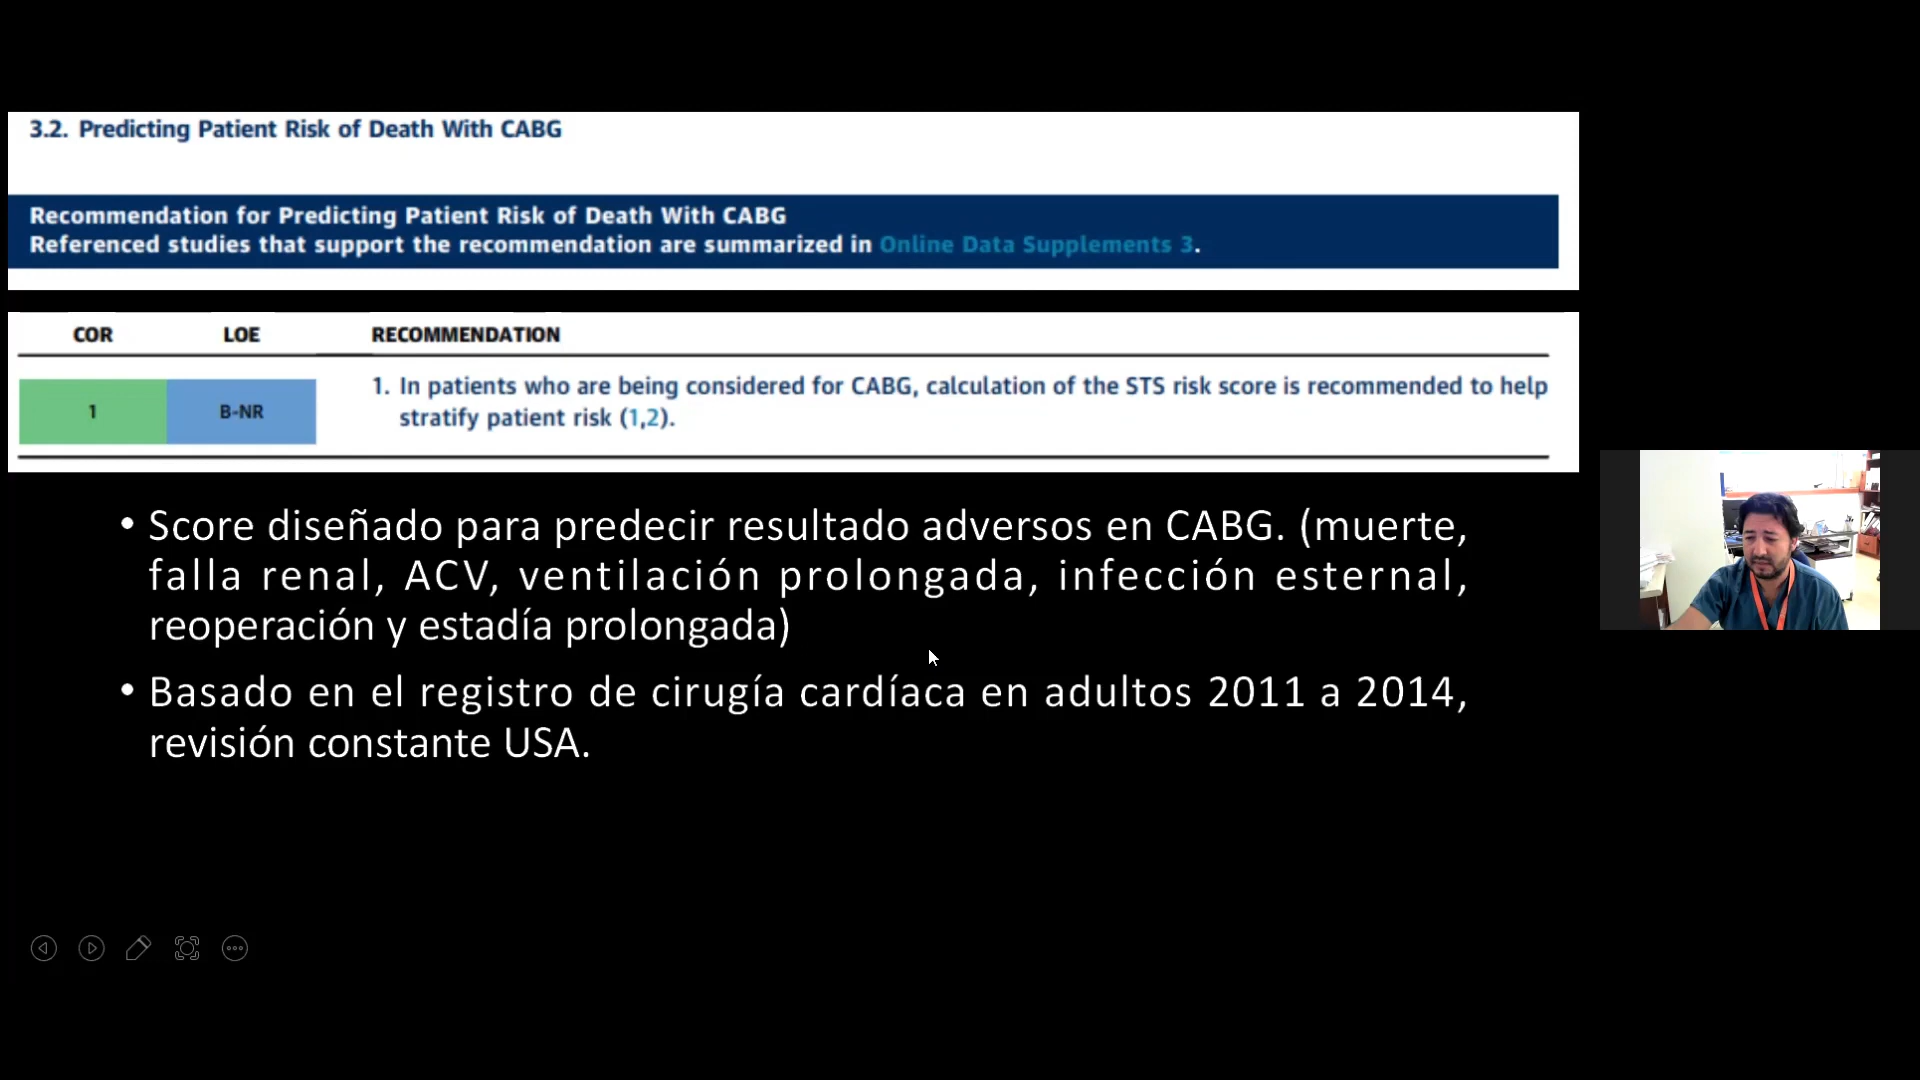 3.2. Predicting Patient Risk of Death With CABG
Recommendation for Predicting Patient Risk of Death With CABG
Referenced studies that support the recommendation are summarized in Online Data Supplements 3.
COR LOE RECOMMENDATION
1 B-NR 1. In patients who are being considered for CABG, calculation of the STS risk score is recommended to help
stratify patient risk (1,2).
• Score diseñado para predecir resultado adversos en CABG. (muerte,
falla renal, ACV, ventilación prolongada, infección esternal,
reoperación y estadía prolongada)
• Basado en el registro de cirugía cardíaca en adultos 2011 a 2014,
revisión constante USA.